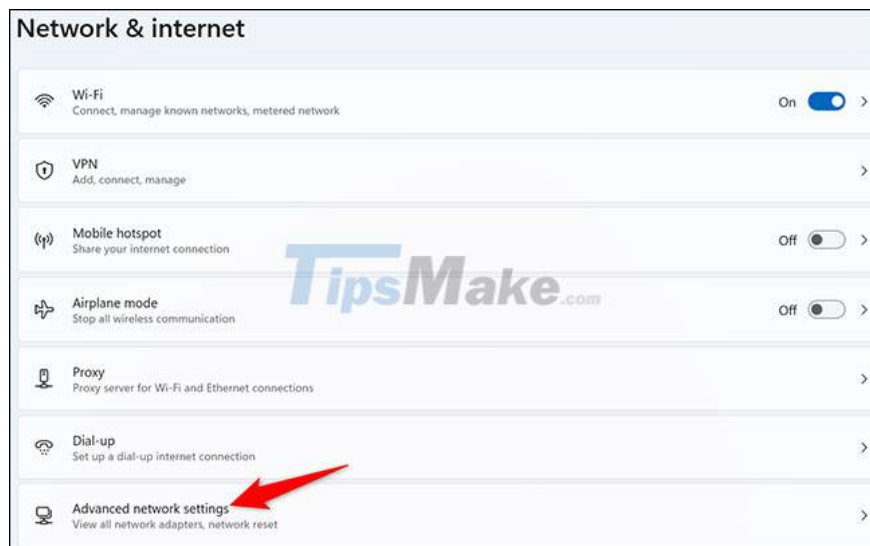 Network & internet
Wi-Fi
Connect, manage known networks, metered network
On
VPN
Add, connect, manage
Mobile hotspot
Share your internet connection
Off
TipsMake.com
Airplane mode
Stop all wireless communication
Off
Proxy
Proxy server for Wi-Fi and Ethernet connections
Dial-up
Set up a dial-up internet connection
Advanced network settings
View all network adapters, network reset